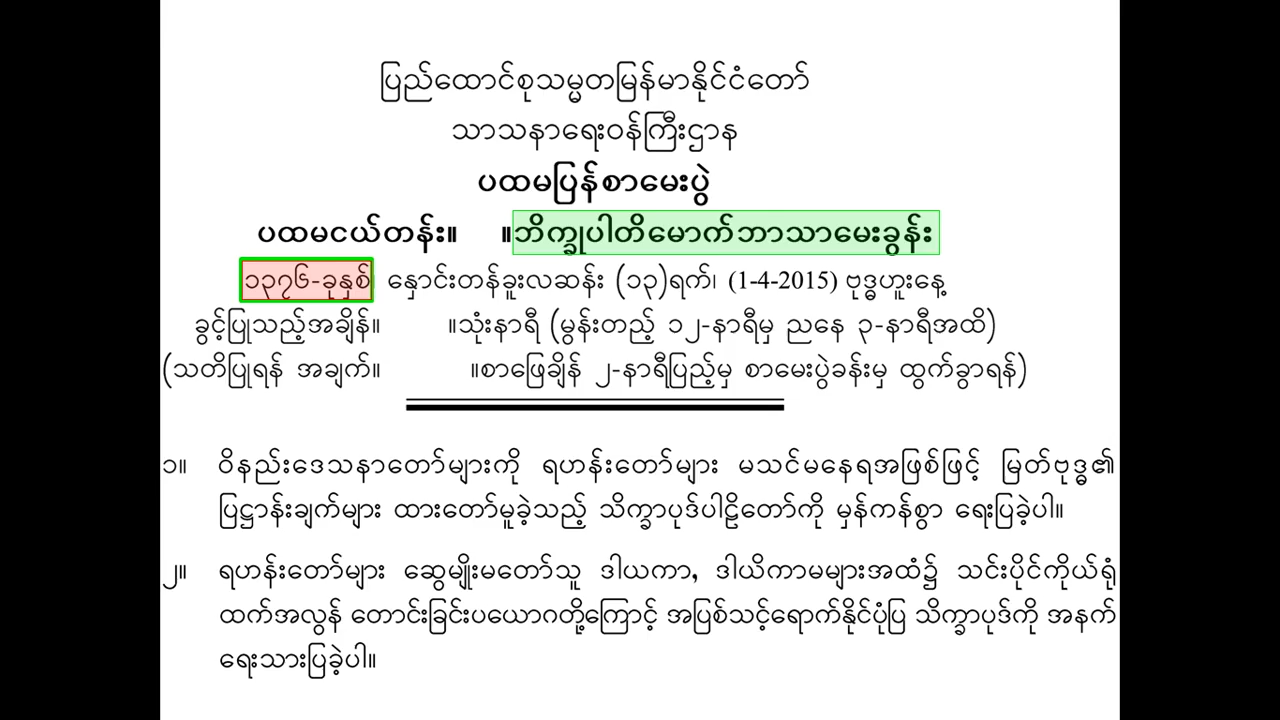 ပြည်ထောင်စုသမ္မတမြန်မာနိုင်ငံတော်
သာသနာရေးဝန်ကြီးဌာန
ပထမပြန်စာမေးပွဲ
ပထမငယ်တန်း။ ။ဘိက္ခုပါတိမောက်ဘာသာမေးခွန်း
၁၃၇၆-ခုနှစ်၊ နှောင်းတန်ခူးလဆန်း (၁၃)ရက်၊ (1-4-2015) ဗုဒ္ဓဟူးနေ့
ခွင့်ပြုသည့်အချိန်။ ။သုံးနာရီ (မွန်းတည့် ၁၂-နာရီမှ ညနေ ၃-နာရီအထိ)
(သတိပြုရန် အချက်။ ။စာဖြေချိန် ၂-နာရီပြည့်မှ စာမေးပွဲခန်းမှ ထွက်ခွာရန်)
၁။ ဝိနည်းဒေသနာတော်များကို ရဟန်းတော်များ မသင်မနေရအဖြစ်ဖြင့် မြတ်ဗုဒ္ဓ၏
ပြဋ္ဌာန်းချက်များ ထားတော်မူခဲ့သည့် သိက္ခာပုဒ်ပါဠိတော်ကို မှန်ကန်စွာ ရေးပြခဲ့ပါ။
၂။ ရဟန်းတော်များ ဆွေမျိုးမတော်သူ ဒါယကာ, ဒါယိကာမများအထံ၌ သင်းပိုင်ကိုယ်ရုံ
ထက်အလွန် တောင်းခြင်းပယောဂတို့ကြောင့် အပြစ်သင့်ရောက်နိုင်ပုံပြ သိက္ခာပုဒ်ကို အနက်
ရေးသားပြခဲ့ပါ။